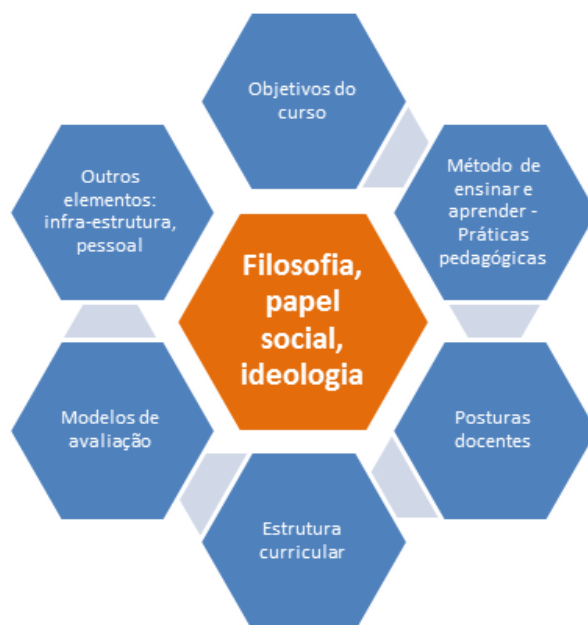 Objetivos do
curso
Método de
ensinar e
aprender -
Práticas
pedagógicas
Posturas
docentes
Estrutura
curricular
Modelos de
avaliação
Outros
elementos:
infra-estrutura,
pessoal
Filosofia,
papel
social,
ideologia